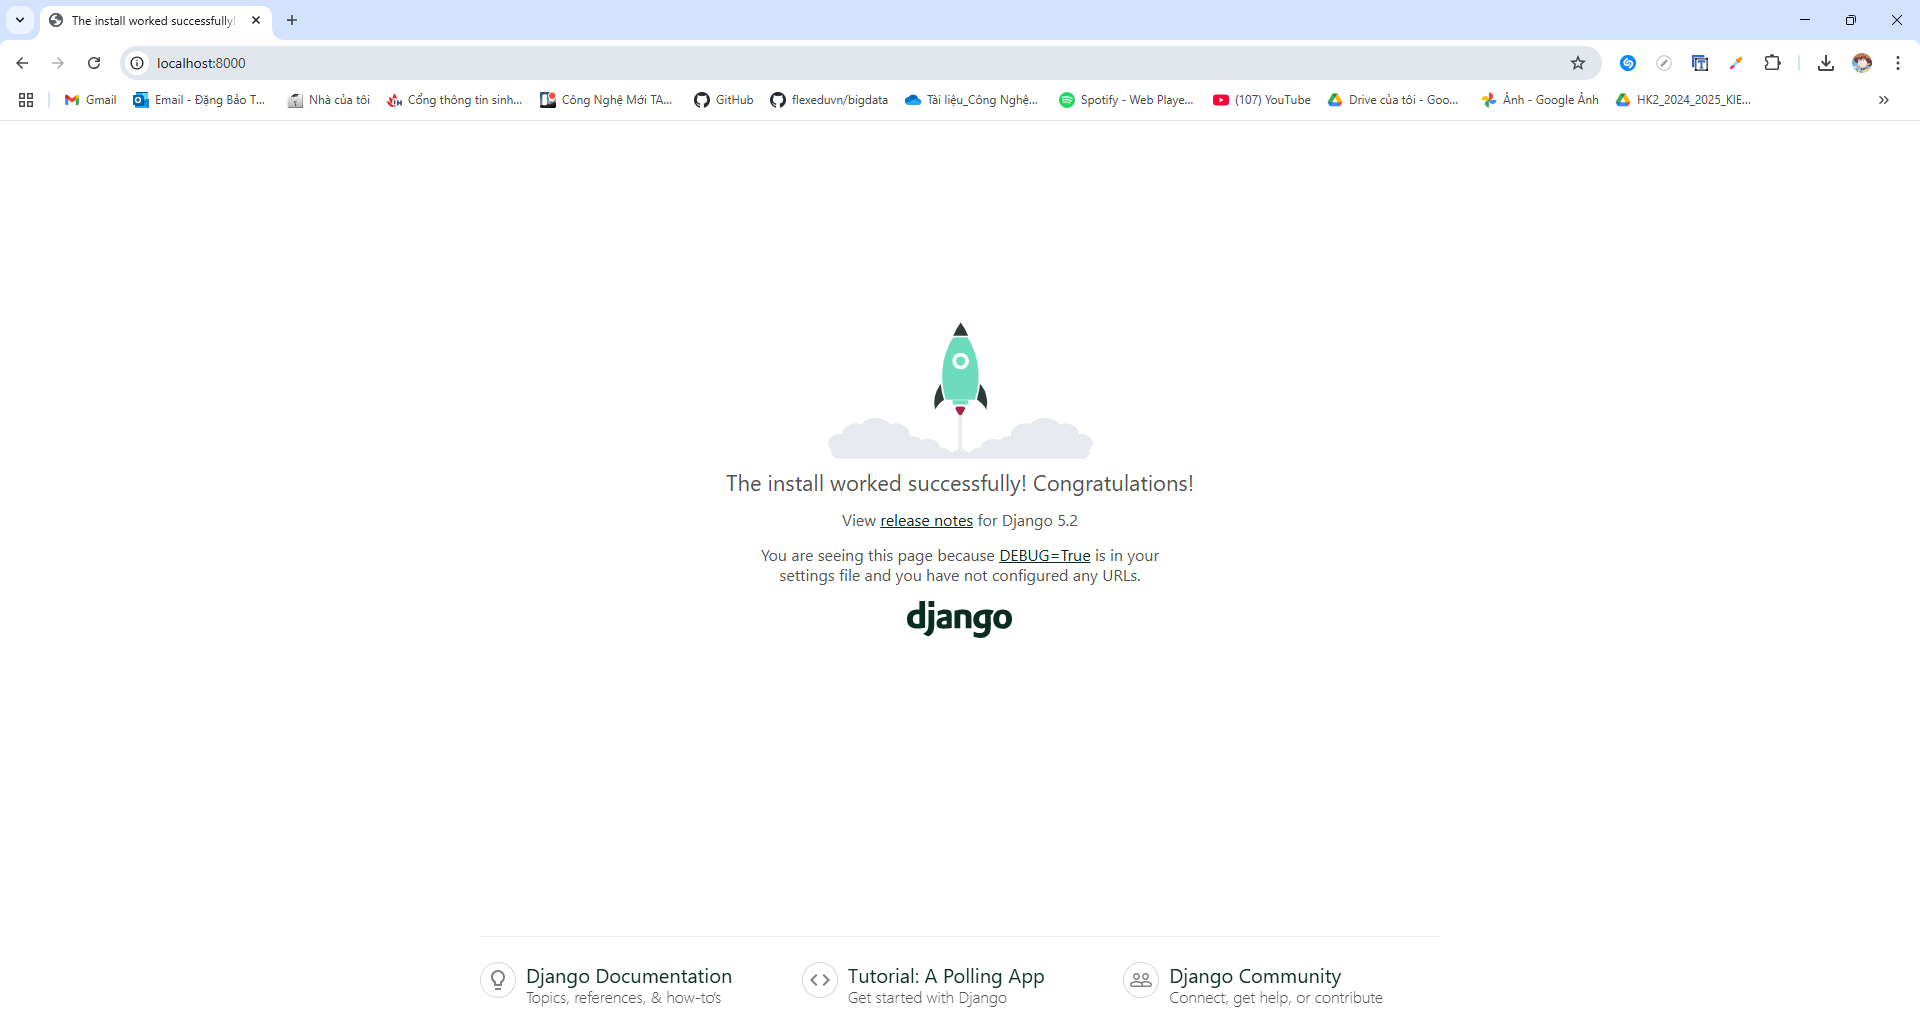 The install worked successfully!
localhost:8000
Gmail
Email - Đặng Bảo T...
Nhà của tôi
Cổng thông tin sinh...
Công Nghệ Mới TA...
GitHub
flexeduvn/bigdata
Tài liệu_Công Nghệ...
Spotify - Web Playe...
(107) YouTube
Drive của tôi - Goo...
Ảnh - Google Ảnh
HK2_2024_2025_KIE...
The install worked successfully! Congratulations!
View release notes for Django 5.2
You are seeing this page because DEBUG=True is in your
settings file and you have not configured any URLs.
django
Django Documentation
Topics, references, & how-to's
Tutorial: A Polling App
Get started with Django
Django Community
Connect, get help, or contribute